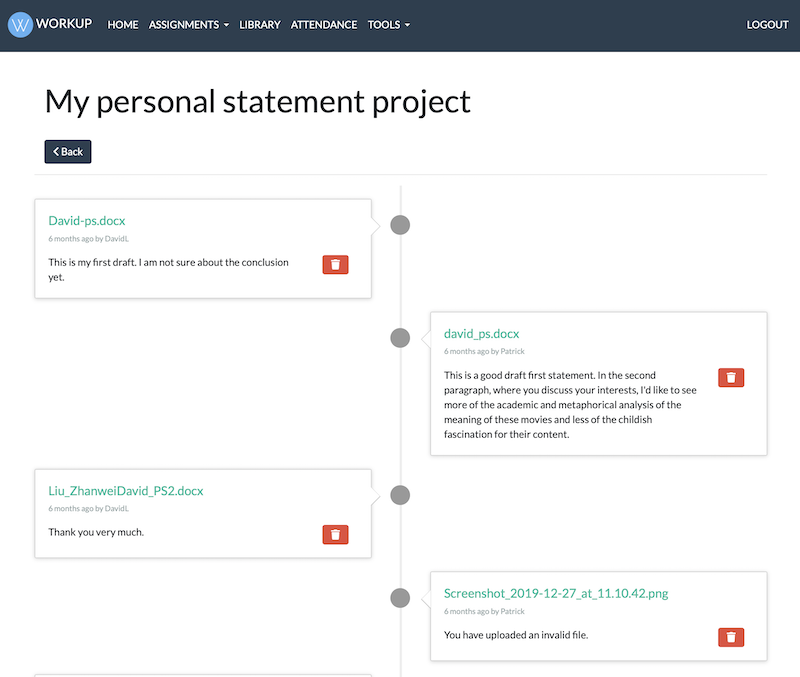 W WORKUP HOME ASSIGNMENTS LIBRARY ATTENDANCE TOOLS LOGOUT
My personal statement project
Back
David-ps.docx
6 months ago by DavidL
This is my first draft. I am not sure about the conclusion
yet.
david_ps.docx
6 months ago by Patrick
This is a good draft first statement. In the second
paragraph, where you discuss your interests, I'd like to see
more of the academic and metaphorical analysis of the
meaning of these movies and less of the childish
fascination for their content.
Liu_ZhanweiDavid_PS2.docx
6 months ago by DavidL
Thank you very much.
Screenshot_2019-12-27_at_11.10.42.png
6 months ago by Patrick
You have uploaded an invalid file.